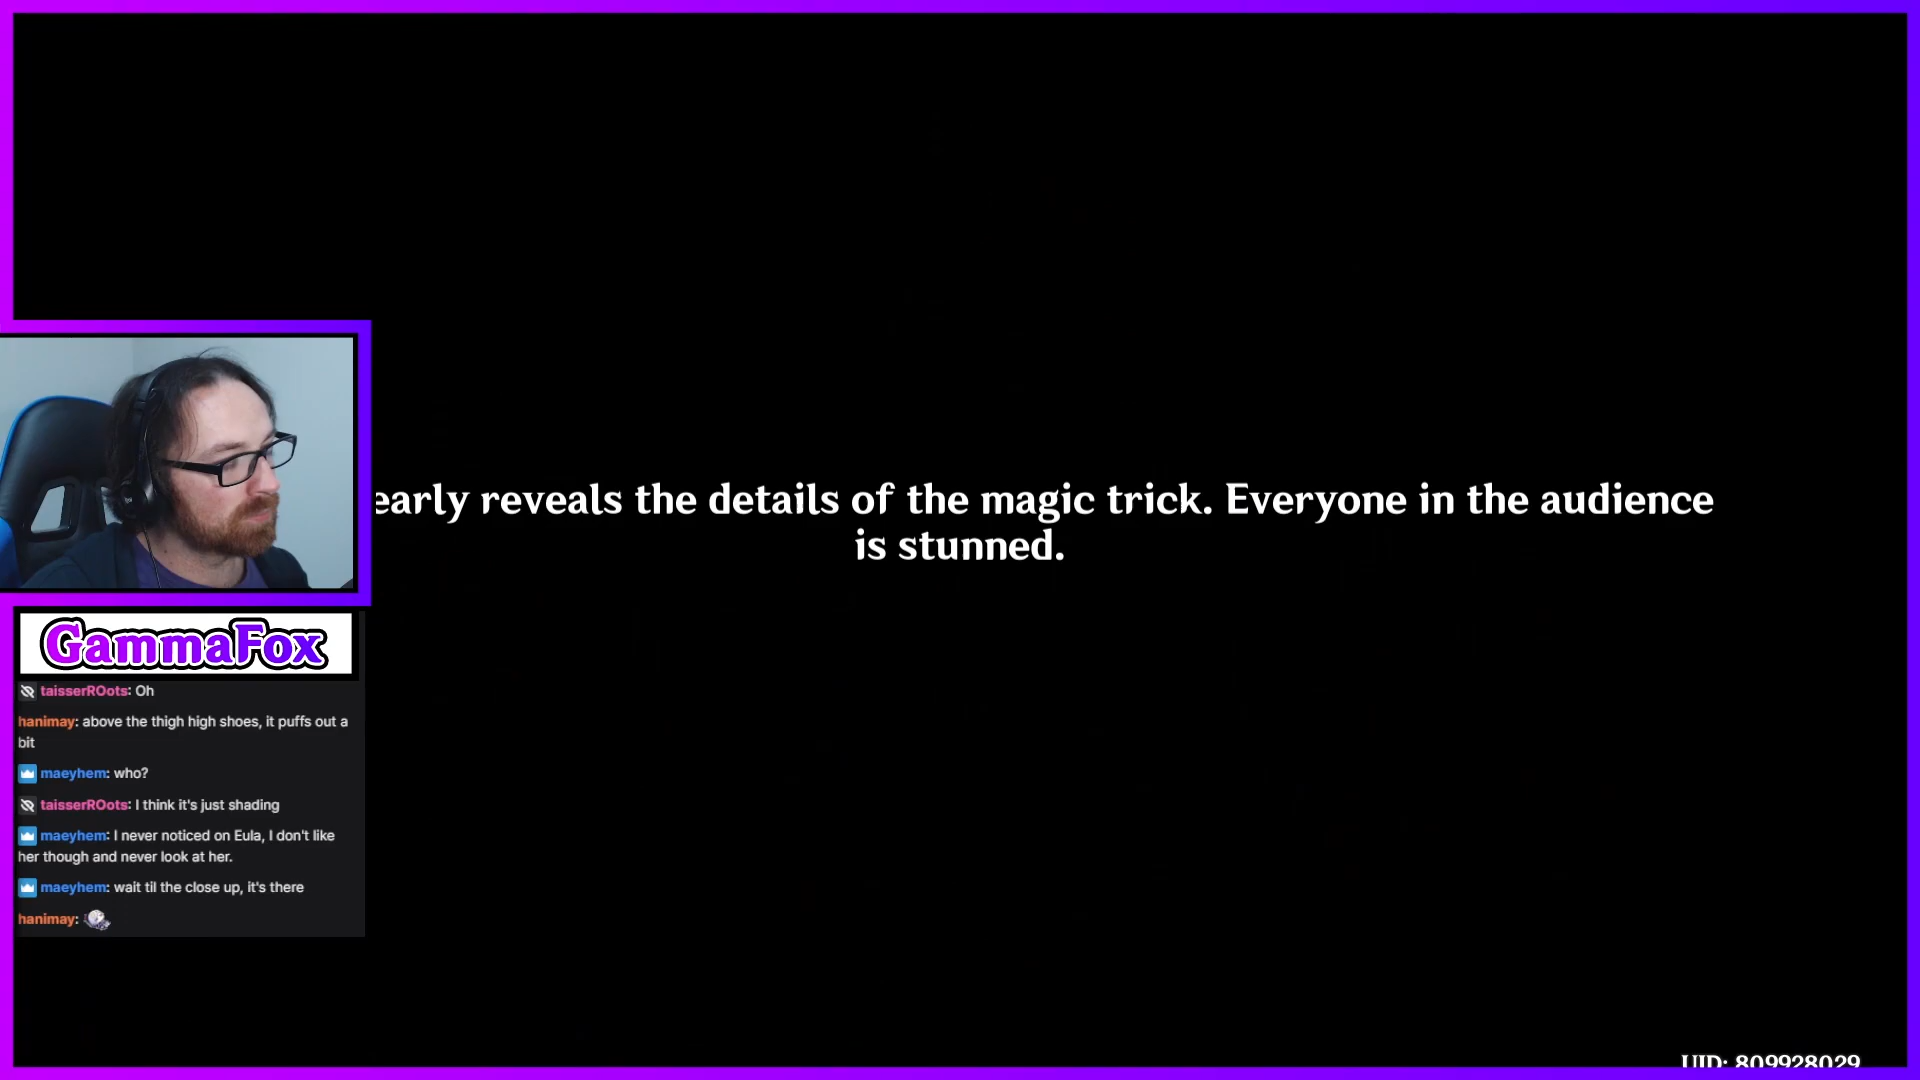 early reveals the details of the magic trick. Everyone in the audience
is stunned.
GammaFox
taisserROots: Oh
hanimay: above the thigh high shoes, it puffs out a
bit
maeyhem: who?
taisserROots: I think it's just shading
maeyhem: I never noticed on Eula, I don't like
her though and never look at her.
maeyhem: wait til the close up, it's there
hanimay:
UID: 809928029